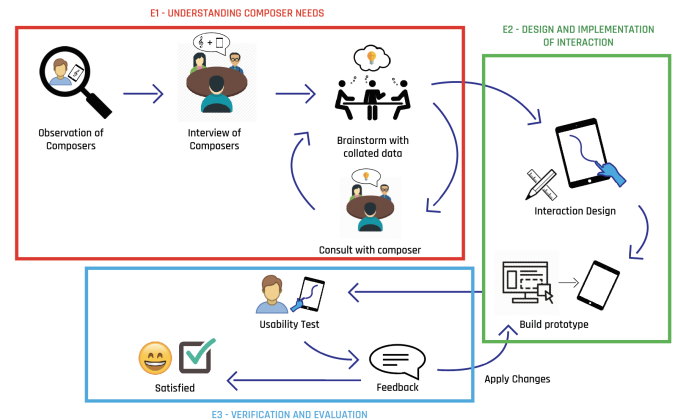 E1 - UNDERSTANDING COMPOSER NEEDS
E2 - DESIGN AND IMPLEMENTATION
OF INTERACTION
Observation of
Composers
Interview of
Composers
Brainstorm with
collated data
Consult with composer
Interaction Design
Build prototype
Usability Test
Satisfied
Feedback
Apply Changes
E3 - VERIFICATION AND EVALUATION